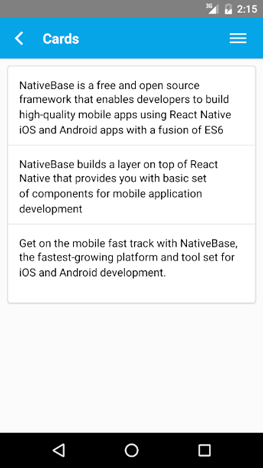 3G 2:15
Cards
NativeBase is a free and open source
framework that enables developers to build
high-quality mobile apps using React Native
iOS and Android apps with a fusion of ES6
NativeBase builds a layer on top of React
Native that provides you with basic set
of components for mobile application
development
Get on the mobile fast track with NativeBase,
the fastest-growing platform and tool set for
iOS and Android development.